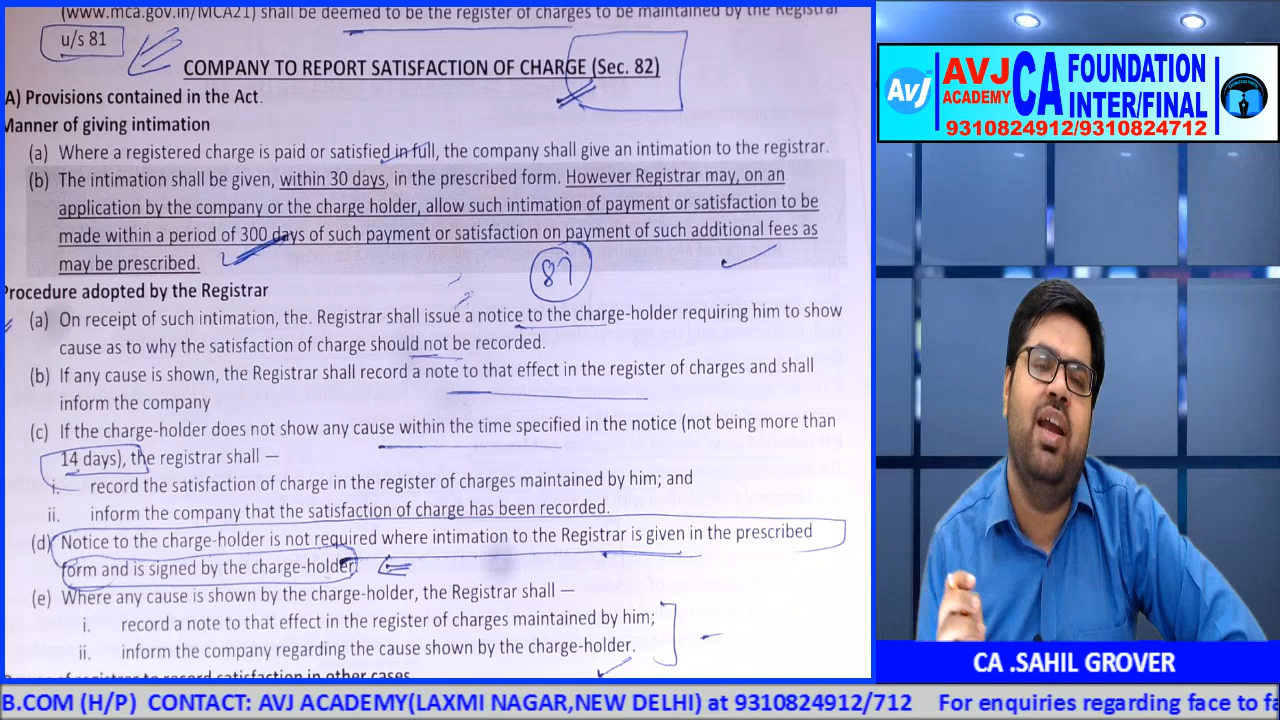 (www.mca.gov.in/MCA21) shall be deemed to be the register of charges to be maintained by the Registrar
u/s 81
COMPANY TO REPORT SATISFACTION OF CHARGE (Sec. 82)
A) Provisions contained in the Act.
Manner of giving intimation
(a) Where a registered charge is paid or satisfied in full, the company shall give an intimation to the registrar.
(b) The intimation shall be given, within 30 days, in the prescribed form. However Registrar may, on an
application by the company or the charge holder, allow such intimation of payment or satisfaction to be
made within a period of 300 days of such payment or satisfaction on payment of such additional fees as
may be prescribed.
87
Procedure adopted by the Registrar
(a) On receipt of such intimation, the. Registrar shall issue a notice to the charge-holder requiring him to show
cause as to why the satisfaction of charge should not be recorded.
(b) If any cause is shown, the Registrar shall record a note to that effect in the register of charges and shall
inform the company
(c) If the charge-holder does not show any cause within the time specified in the notice (not being more than
14 days), the registrar shall —
i. record the satisfaction of charge in the register of charges maintained by him; and
ii. inform the company that the satisfaction of charge has been recorded.
(d) Notice to the charge-holder is not required where intimation to the Registrar is given in the prescribed
form and is signed by the charge-holder.
(e) Where any cause is shown by the charge-holder, the Registrar shall —
i. record a note to that effect in the register of charges maintained by him;
ii. inform the company regarding the cause shown by the charge-holder.
of registrar to record satisfaction in other cases
AVJ
AVJ
ACADEMY
CA
FOUNDATION
INTER/FINAL
9310824912/9310824712
CA .SAHIL GROVER
B.COM (H/P) CONTACT: AVJ ACADEMY(LAXMI NAGAR,NEW DELHI) at 9310824912/712 For enquiries regarding face to fa